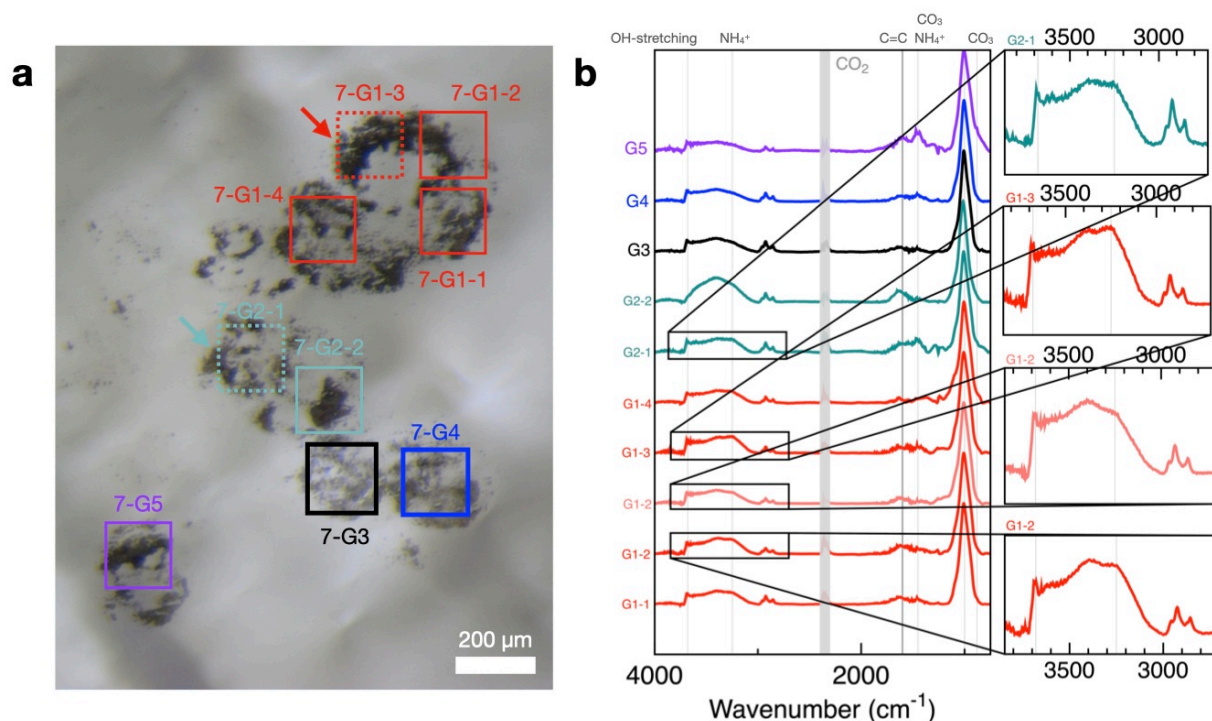 a
7-G1-3
7-G1-2
7-G1-4
7-G1-1
7-G2-1
7-G2-2
7-G4
7-G3
7-G5
200 µm
b
CO₃
OH-stretching NH₄⁺ C=C NH₄⁺ CO₃
CO₂
G5
G4
G3
G2-2
G2-1
G1-4
G1-3
G1-2
G1-2
G1-1
4000 2000
Wavenumber (cm⁻¹)
G2-1 3500 3000
G1-3 3500 3000
G1-2 3500 3000
G1-2
3500 3000